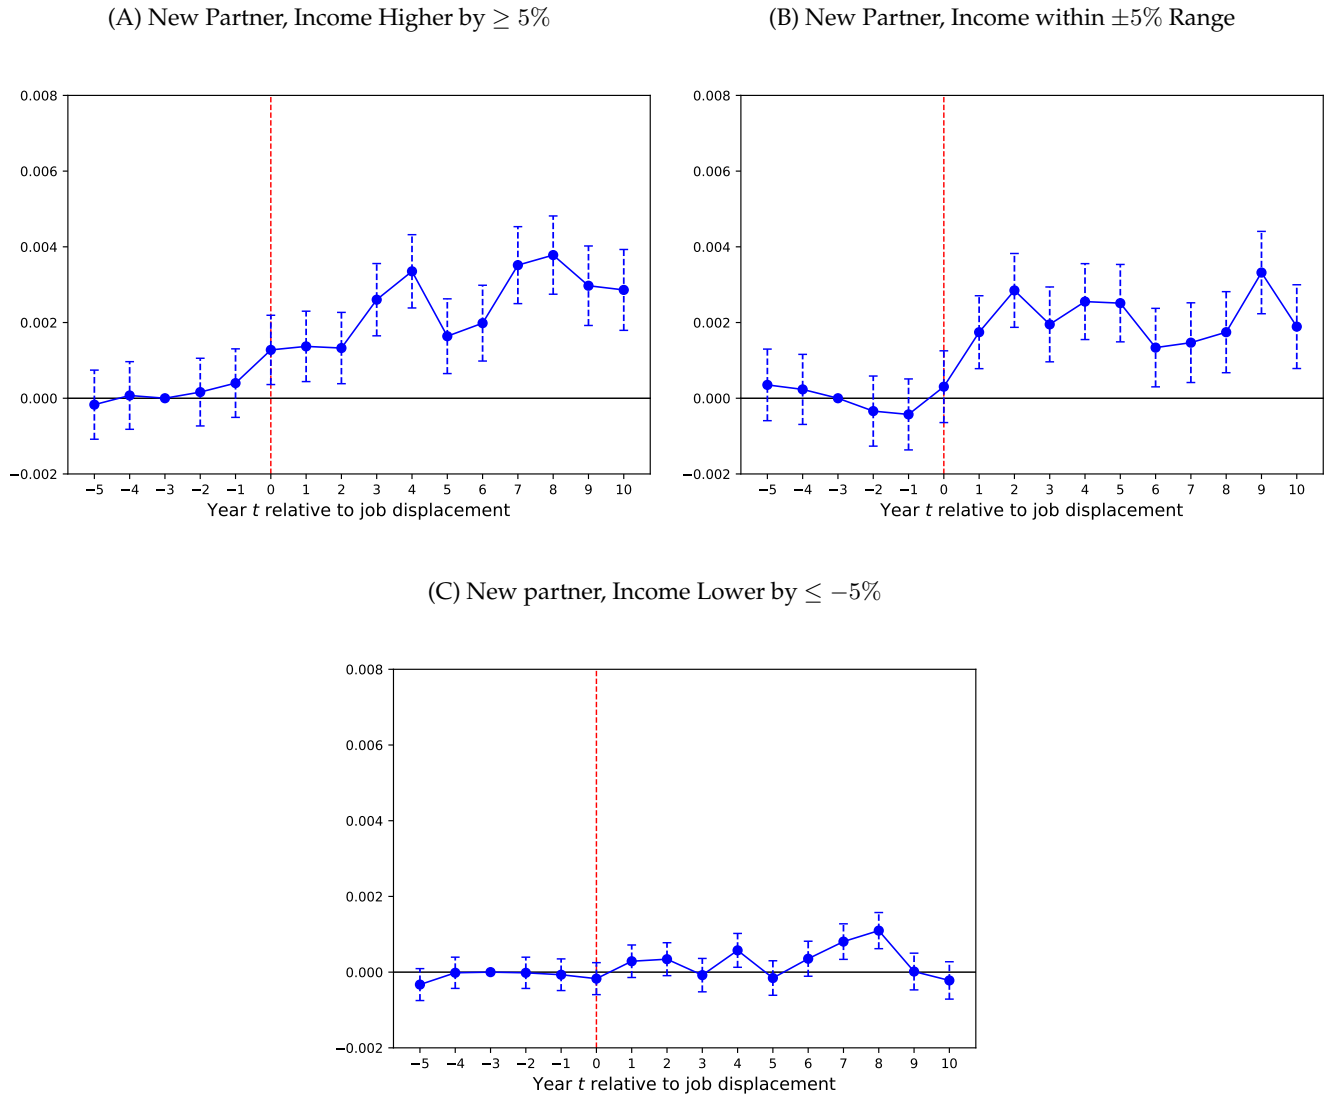 (A) New Partner, Income Higher by ≥ 5%
(B) New Partner, Income within ±5% Range
0.008
0.006
0.004
0.002
0.000
−0.002
−5 −4 −3 −2 −1 0 1 2 3 4 5 6 7 8 9 10
Year t relative to job displacement
0.008
0.006
0.004
0.002
0.000
−0.002
−5 −4 −3 −2 −1 0 1 2 3 4 5 6 7 8 9 10
Year t relative to job displacement
(C) New partner, Income Lower by ≤ −5%
0.008
0.006
0.004
0.002
0.000
−0.002
−5 −4 −3 −2 −1 0 1 2 3 4 5 6 7 8 9 10
Year t relative to job displacement